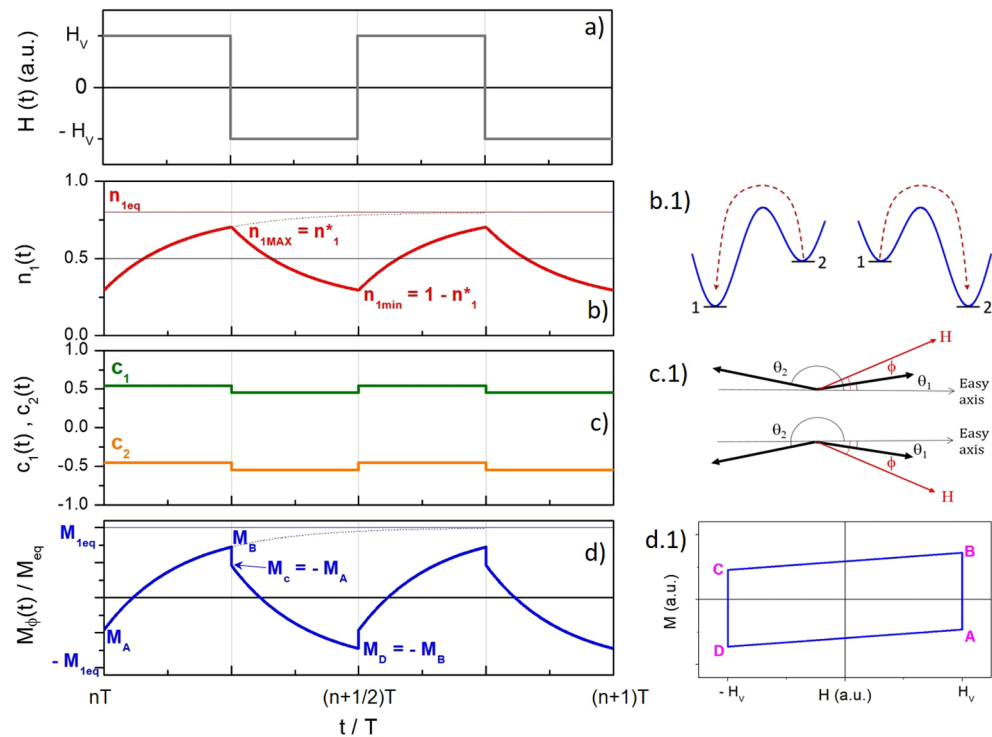 a)
H (t) (a.u.)
H_V
0
- H_V
b)
n_1(t)
1.0
0.5
0.0
n_1eq
n_1MAX = n*_1
n_1min = 1 - n*_1
b.1)
1
2
1
2
c)
c_1(t) , c_2(t)
1.0
0.5
0.0
-0.5
-1.0
c_1
c_2
c.1)
H
θ_2
ϕ
θ_1
Easy
axis
θ_2
Easy
axis
θ_1
ϕ
H
d)
M_ϕ(t) / M_eq
M_1eq
- M_1eq
M_A
M_B
M_c = - M_A
M_D = - M_B
nT
(n+1/2)T
(n+1)T
t / T
d.1)
M (a.u.)
B
C
A
D
- H_V
H (a.u.)
H_V